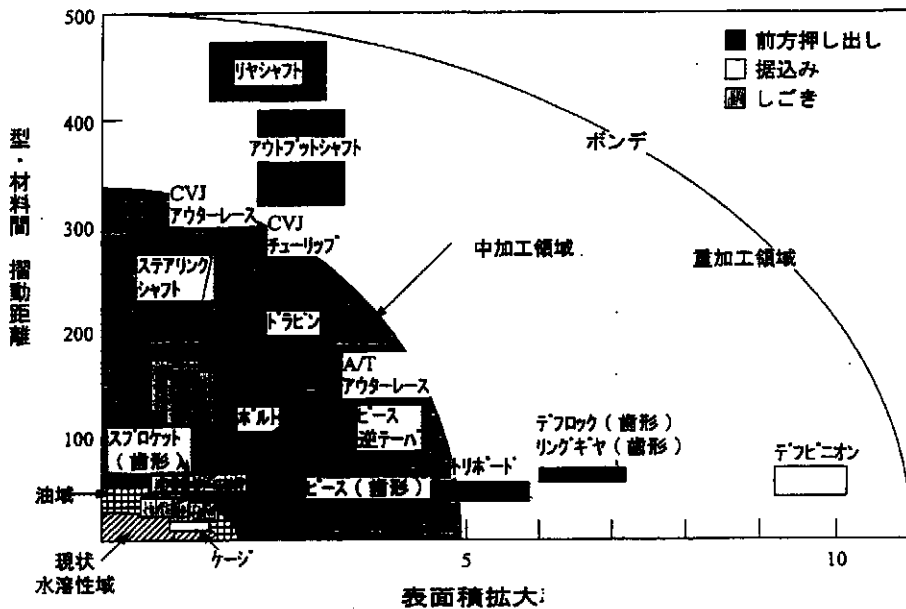 500
400
300
200
100
型・材料間 摺動距離
前方押し出し
据込み
しごき
リヤシャフト
アウトプットシャフト
ボンデ
CVJ
アウターレース
CVJ
チューリップ
中加工領域
重加工領域
ステアリンク
シャフト
ドラピン
A/T
アウターレース
ボルト
ピース
逆テーパ
スプロケット
(歯形)
デフロック(歯形)
リングギヤ(歯形)
デフピニオン
トリポード
ピース(歯形)
油域
現状
水溶性域
ケージ
5
10
表面積拡大